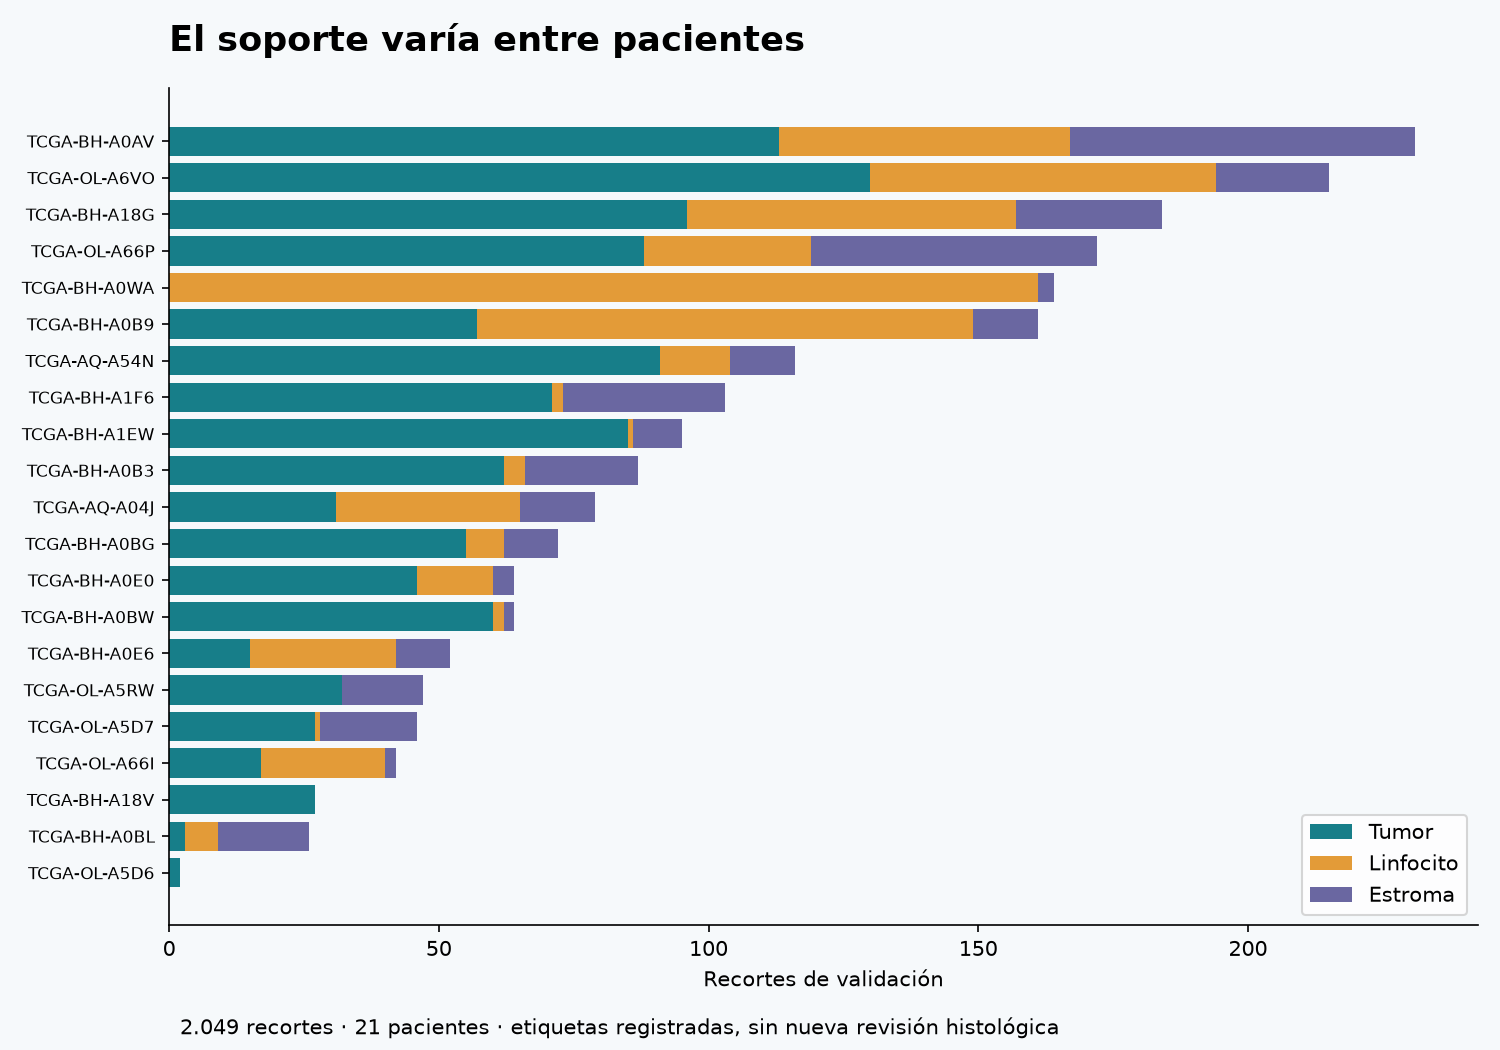 El soporte varía entre pacientes
TCGA-BH-A0AV
TCGA-OL-A6VO
TCGA-BH-A18G
TCGA-OL-A66P
TCGA-BH-A0WA
TCGA-BH-A0B9
TCGA-AQ-A54N
TCGA-BH-A1F6
TCGA-BH-A1EW
TCGA-BH-A0B3
TCGA-AQ-A04J
TCGA-BH-A0BG
TCGA-BH-A0E0
TCGA-BH-A0BW
TCGA-BH-A0E6
TCGA-OL-A5RW
TCGA-OL-A5D7
TCGA-OL-A66I
TCGA-BH-A18V
TCGA-BH-A0BL
TCGA-OL-A5D6
Tumor
Linfocito
Estroma
0 50 100 150 200
Recortes de validación
2.049 recortes · 21 pacientes · etiquetas registradas, sin nueva revisión histológica